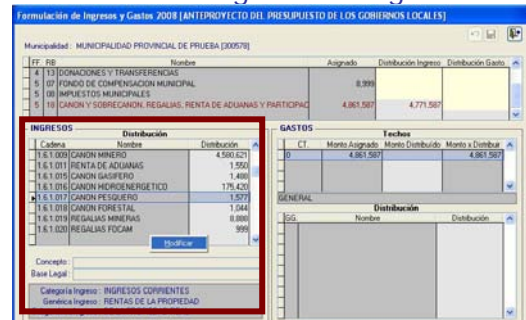 Formulación de Ingresos y Gastos 2008 [ANTEPROYECTO DEL PRESUPUESTO DE LOS GOBIERNOS LOCALES]
Municipalidad : MUNICIPALIDAD PROVINCIAL DE PRUEBA [300578]
FF RB Nombre Asignado Distribución Ingreso Distribución Gasto
4 13 DONACIONES Y TRANSFERENCIAS
5 07 FONDO DE COMPENSACION MUNICIPAL 8,999
5 08 IMPUESTOS MUNICIPALES
5 18 CANON Y SOBRECANON, REGALIAS, RENTA DE ADUANAS Y PARTICIPAC 4,861,587 4,771,587
INGRESOS
Distribución
Cadena Nombre Distribución
1.6.1.009 CANON MINERO 4,580,621
1.6.1.011 RENTA DE ADUANAS 1,550
1.6.1.015 CANON GASIFERO 1,488
1.6.1.016 CANON HIDROENERGETICO 175,420
1.6.1.017 CANON PESQUERO 1,577
1.6.1.018 CANON FORESTAL 1,044
1.6.1.019 REGALIAS MINERAS 8,888
1.6.1.020 REGALIAS FOCAM 999
Modificar
Concepto :
Base Legal :
Categoría Ingreso : INGRESOS CORRIENTES
Genérica Ingreso : RENTAS DE LA PROPIEDAD
GASTOS
Techos
CT. Monto Asignado Monto Distribuido Monto x Distribuir
0 4,861,587 4,861,587
GENERAL
Distribución
GG. Nombre Distribución